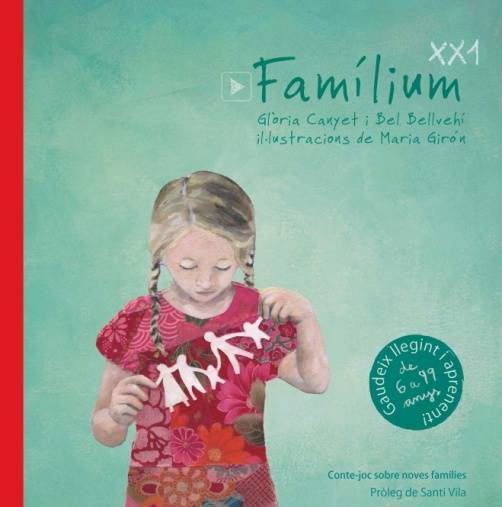 XX1
Famílium
Glòria Canyet i Bel Bellvehí
il·lustracions de Maria Girón
Gaudeix llegint i aprenent!
de
6 a 99
anys
Conte-joc sobre noves famílies
Pròleg de Santi Vila